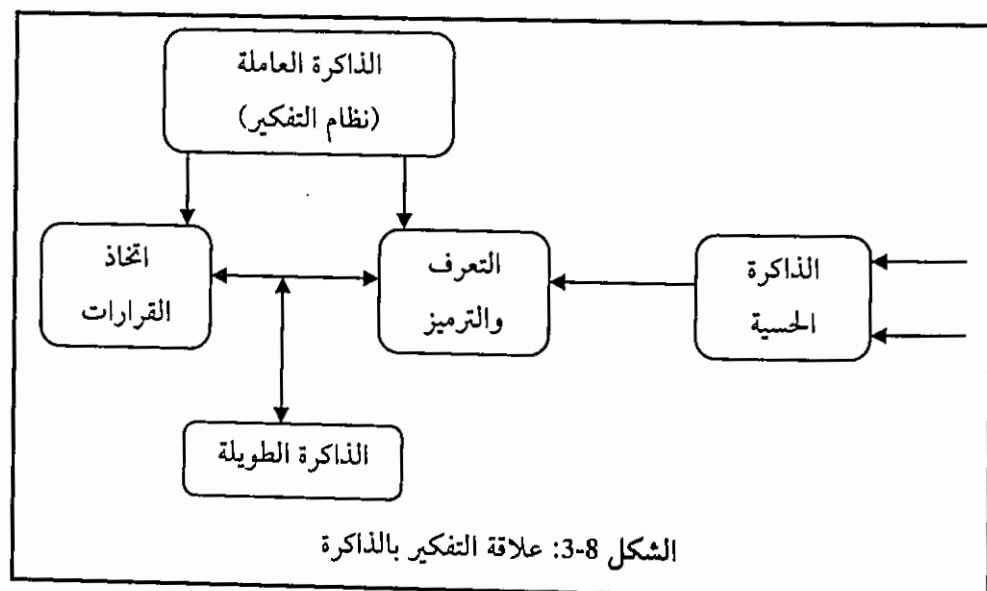 الذاكرة العاملة
(نظام التفكير)
الذاكرة
الحسية
التعرف
والترميز
اتخاذ
القرارات
الذاكرة الطويلة
الشكل 8-3: علاقة التفكير بالذاكرة